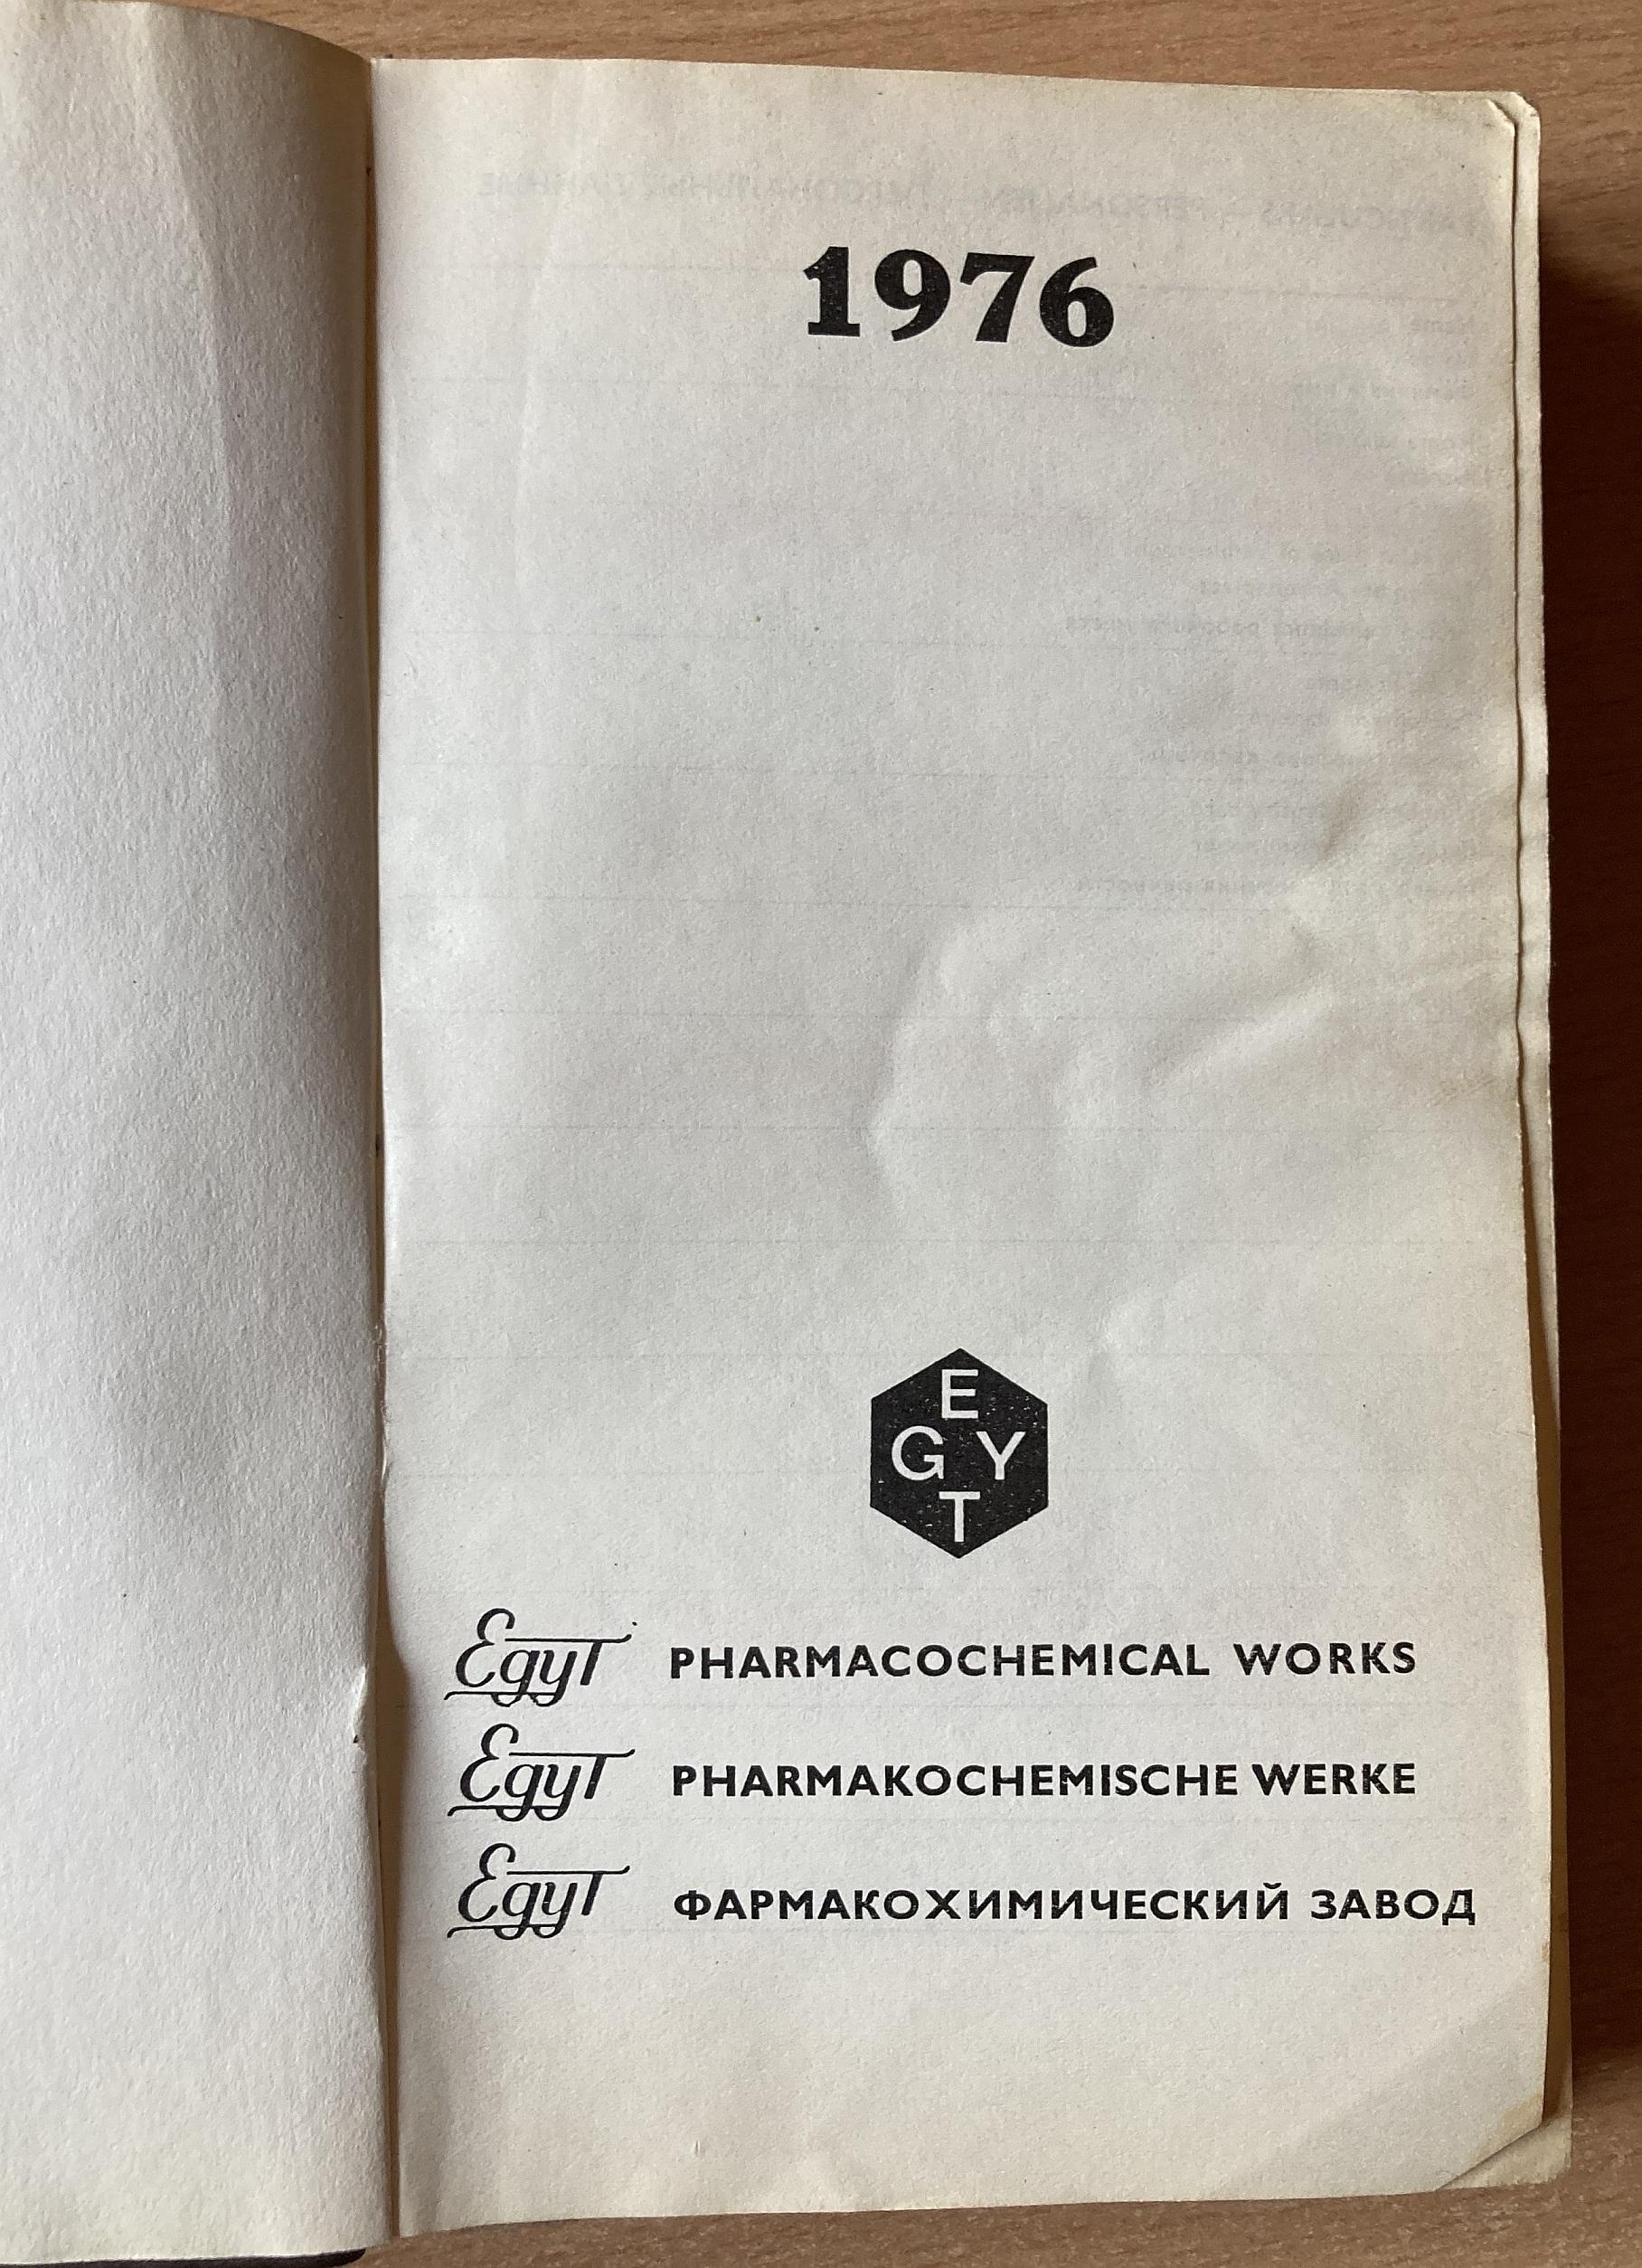 1976
E
G Y
T
Egyt PHARMACOCHEMICAL WORKS
Egyt PHARMAKOCHEMISCHE WERKE
Egyt ФАРМАКОХИМИЧЕСКИЙ ЗАВОД